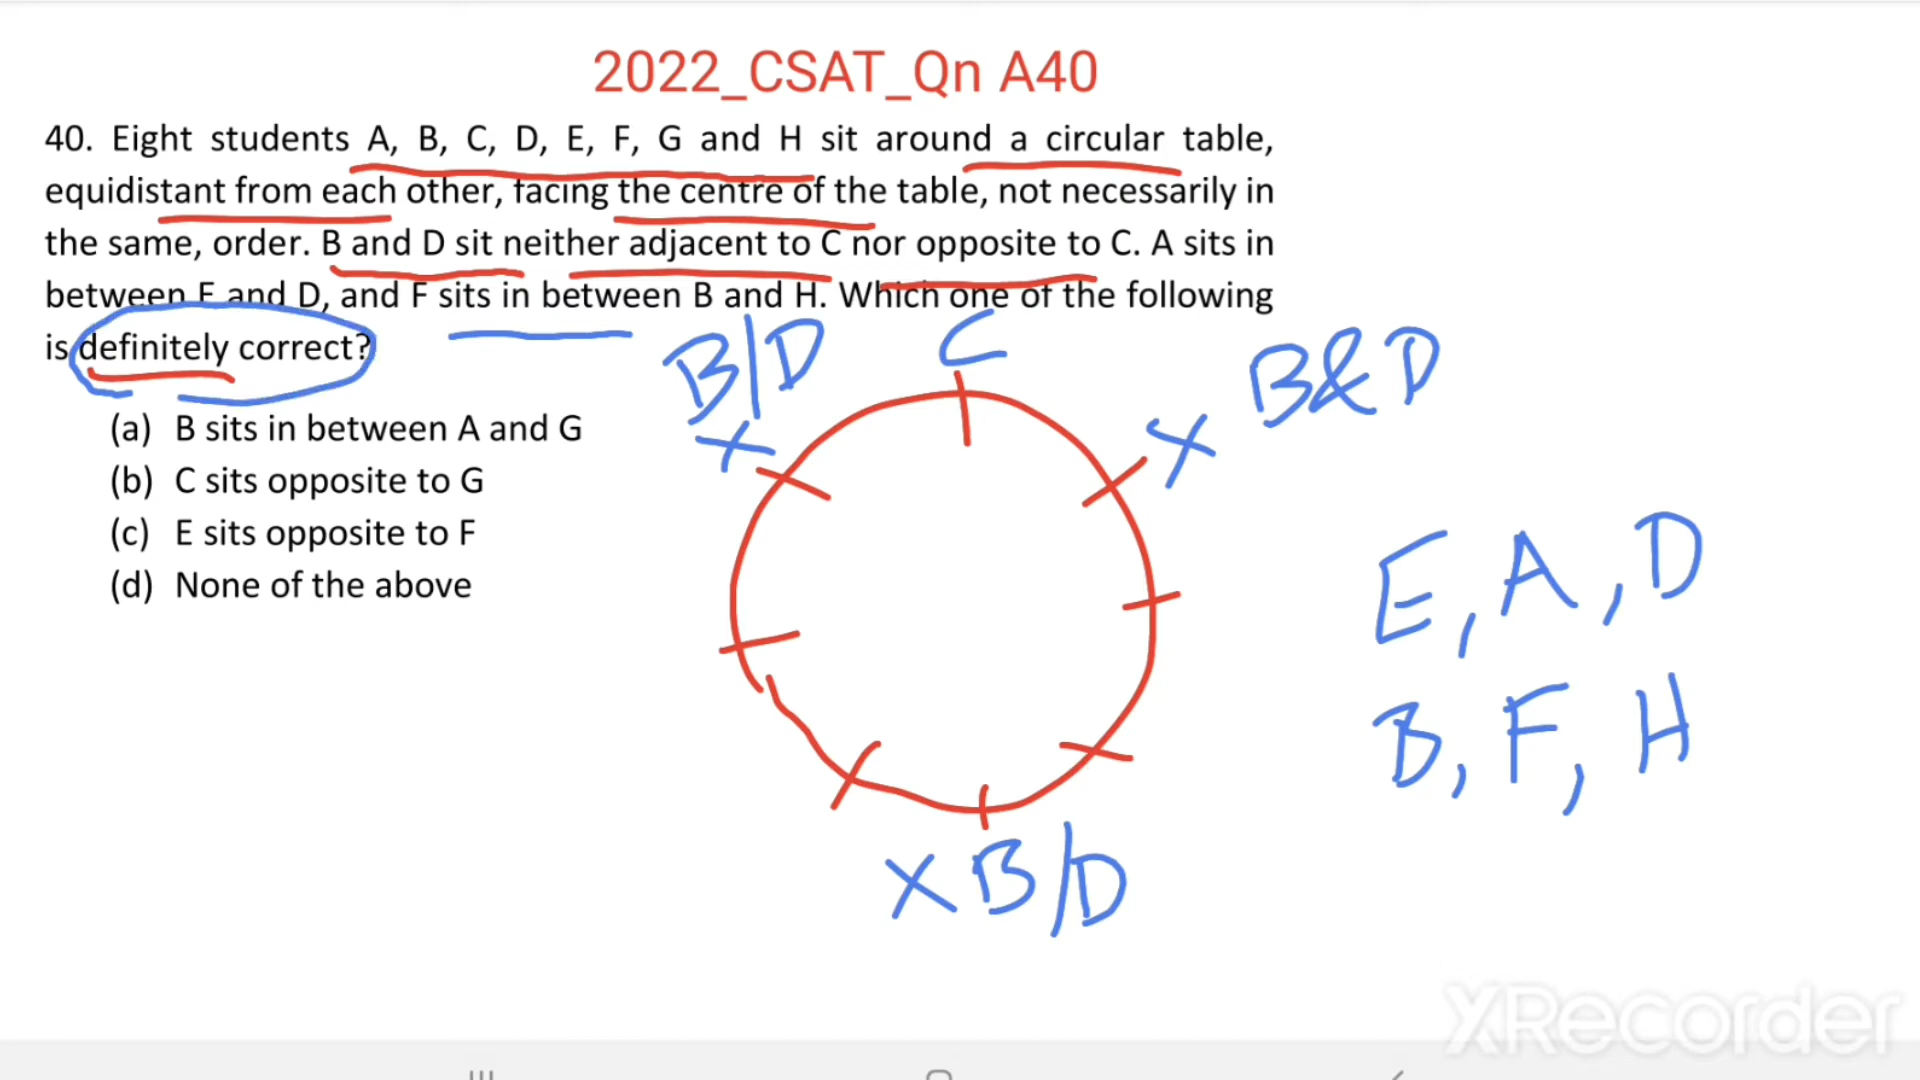 2022_CSAT_Qn A40
40. Eight students A, B, C, D, E, F, G and H sit around a circular table,
equidistant from each other, facing the centre of the table, not necessarily in
the same, order. B and D sit neither adjacent to C nor opposite to C. A sits in
between E and D, and F sits in between B and H. Which one of the following
is definitely correct?
(a) B sits in between A and G
(b) C sits opposite to G
(c) E sits opposite to F
(d) None of the above
B/D
C
B&D
X
X
E, A, D
B, F, H
X B/D
XRecorder